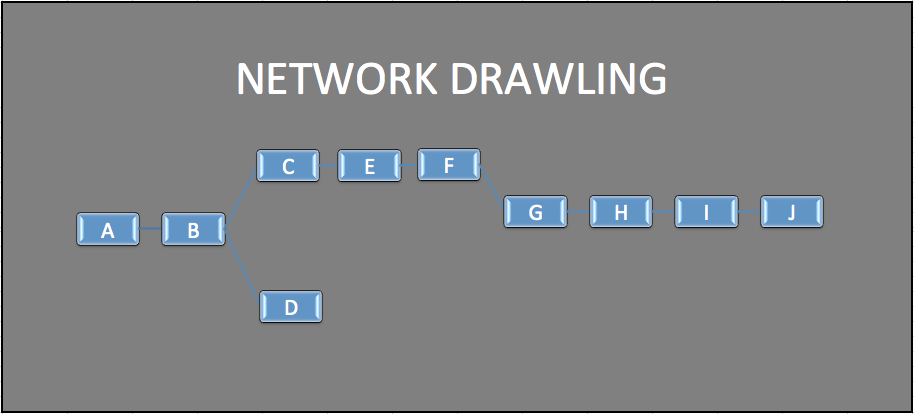 NETWORK DRAWLING
C E F
G H I J
A B
D